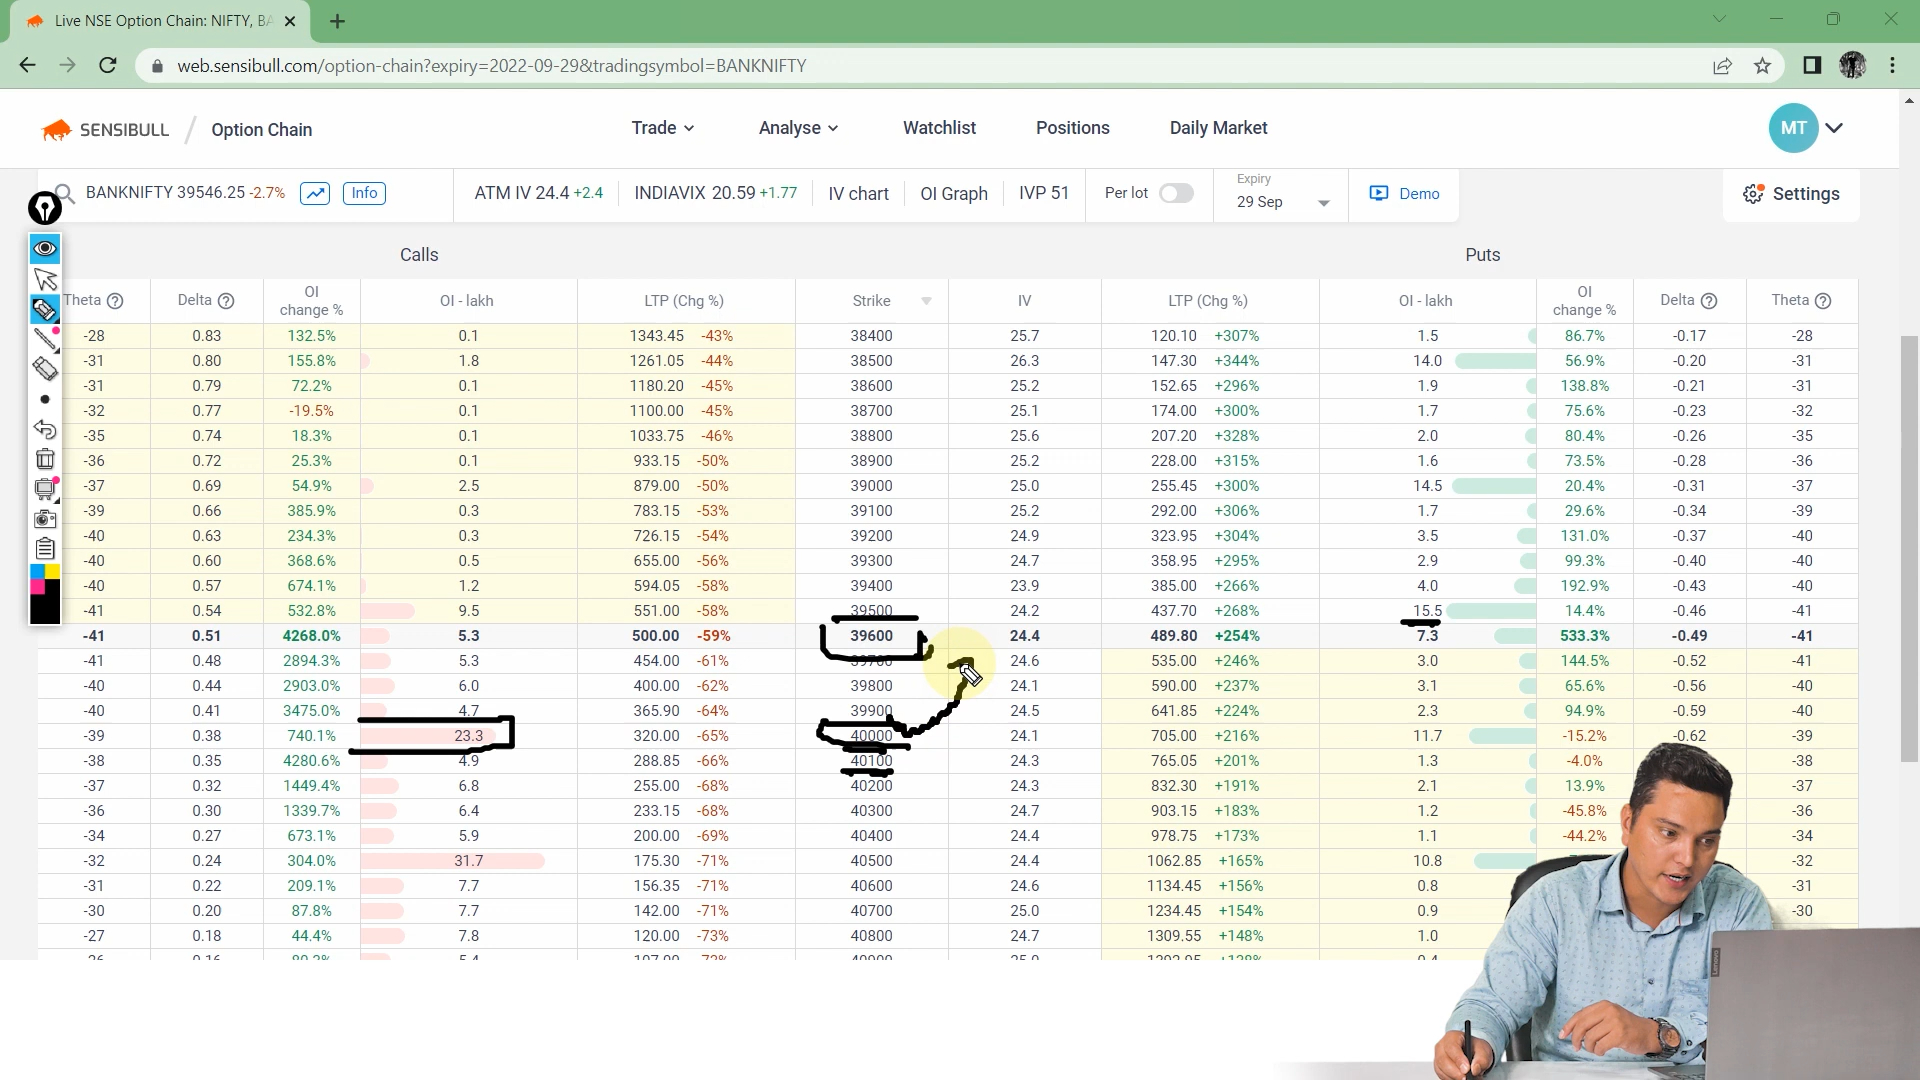 Live NSE Option Chain: NIFTY, BA
web.sensibull.com/option-chain?expiry=2022-09-29&tradingsymbol=BANKNIFTY
SENSIBULL / Option Chain Trade Analyse Watchlist Positions Daily Market MT
BANKNIFTY 39546.25 -2.7% Info ATM IV 24.4 +2.4 INDIAVIX 20.59 +1.77 IV chart OI Graph IVP 51 Per lot Expiry 29 Sep Demo Settings
Calls Puts
Theta Delta OI change % OI - lakh LTP (Chg %) Strike IV LTP (Chg %) OI - lakh OI change % Delta Theta
-28 0.83 132.5% 0.1 1343.45 -43% 38400 25.7 120.10 +307% 1.5 86.7% -0.17 -28
-31 0.80 155.8% 1.8 1261.05 -44% 38500 26.3 147.30 +344% 14.0 56.9% -0.20 -31
-31 0.79 72.2% 0.1 1180.20 -45% 38600 25.2 152.65 +296% 1.9 138.8% -0.21 -31
-32 0.77 -19.5% 0.1 1100.00 -45% 38700 25.1 174.00 +300% 1.7 75.6% -0.23 -32
-35 0.74 18.3% 0.1 1033.75 -46% 38800 25.6 207.20 +328% 2.0 80.4% -0.26 -35
-36 0.72 25.3% 0.1 933.15 -50% 38900 25.2 228.00 +315% 1.6 73.5% -0.28 -36
-37 0.69 54.9% 2.5 879.00 -50% 39000 25.0 255.45 +300% 14.5 20.4% -0.31 -37
-39 0.66 385.9% 0.3 783.15 -53% 39100 25.2 292.00 +306% 1.7 29.6% -0.34 -39
-40 0.63 234.3% 0.3 726.15 -54% 39200 24.9 323.95 +304% 3.5 131.0% -0.37 -40
-40 0.60 368.6% 0.5 655.00 -56% 39300 24.7 358.95 +295% 2.9 99.3% -0.40 -40
-40 0.57 674.1% 1.2 594.05 -58% 39400 23.9 385.00 +266% 4.0 192.9% -0.43 -40
-41 0.54 532.8% 9.5 551.00 -58% 39500 24.2 437.70 +268% 15.5 14.4% -0.46 -41
-41 0.51 4268.0% 5.3 500.00 -59% 39600 24.4 489.80 +254% 7.3 533.3% -0.49 -41
-41 0.48 2894.3% 5.3 454.00 -61% 39700 24.6 535.00 +246% 3.0 144.5% -0.52 -41
-40 0.44 2903.0% 6.0 400.00 -62% 39800 24.1 590.00 +237% 3.1 65.6% -0.56 -40
-40 0.41 3475.0% 4.7 365.90 -64% 39900 24.5 641.85 +224% 2.3 94.9% -0.59 -40
-39 0.38 740.1% 23.3 320.00 -65% 40000 24.1 705.00 +216% 11.7 -15.2% -0.62 -39
-38 0.35 4280.6% 4.9 288.85 -66% 40100 24.3 765.05 +201% 1.3 -4.0% -38
-37 0.32 1449.4% 6.8 255.00 -68% 40200 24.3 832.30 +191% 2.1 13.9% -37
-36 0.30 1339.7% 6.4 233.15 -68% 40300 24.7 903.15 +183% 1.2 -45.8% -36
-34 0.27 673.1% 5.9 200.00 -69% 40400 24.4 978.75 +173% 1.1 -44.2% -34
-32 0.24 304.0% 31.7 175.30 -71% 40500 24.4 1062.85 +165% 10.8 -32
-31 0.22 209.1% 7.7 156.35 -71% 40600 24.6 1134.45 +156% 0.8 -31
-30 0.20 87.8% 7.7 142.00 -71% 40700 25.0 1234.45 +154% 0.9 -30
-27 0.18 44.4% 7.8 120.00 -73% 40800 24.7 1309.55 +148% 1.0
Lenovo